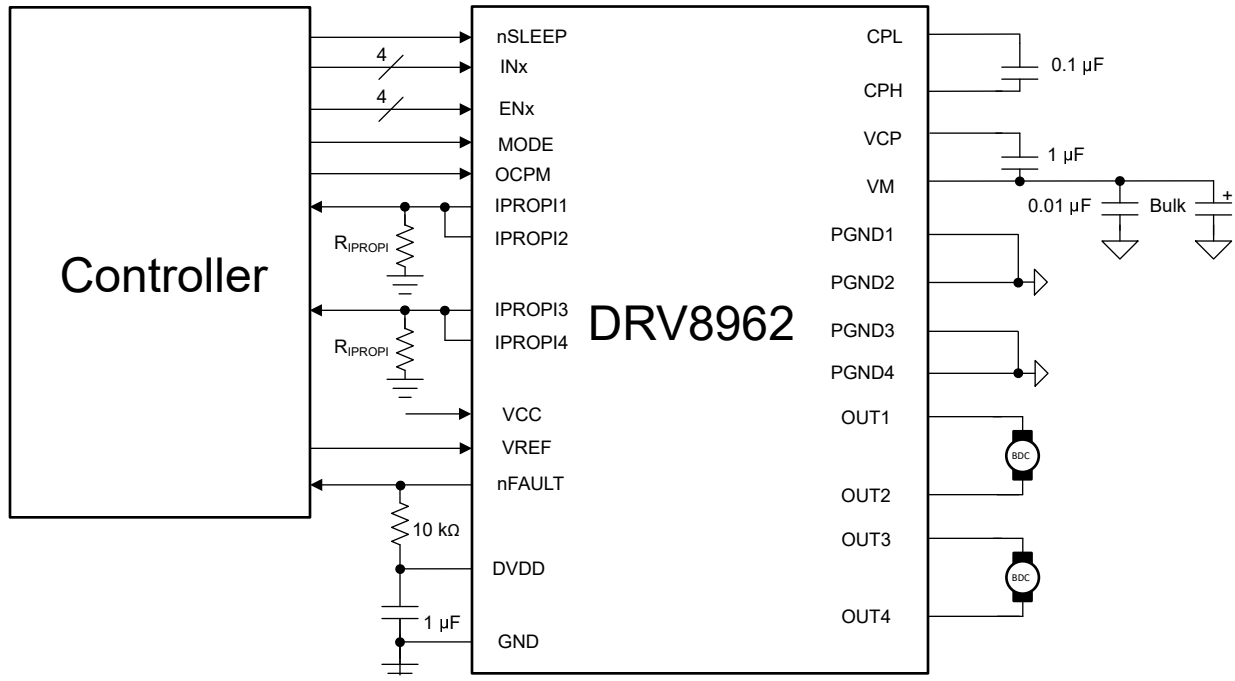 Controller
DRV8962
nSLEEP
4
INx
4
ENx
MODE
OCPM
IPROPI1
IPROPI2
RIPROPI
IPROPI3
IPROPI4
RIPROPI
VCC
VREF
nFAULT
10 kΩ
DVDD
1 µF
GND
CPL
0.1 µF
CPH
VCP
1 µF
VM
0.01 µF
Bulk
+
PGND1
PGND2
PGND3
PGND4
OUT1
BDC
OUT2
OUT3
BDC
OUT4